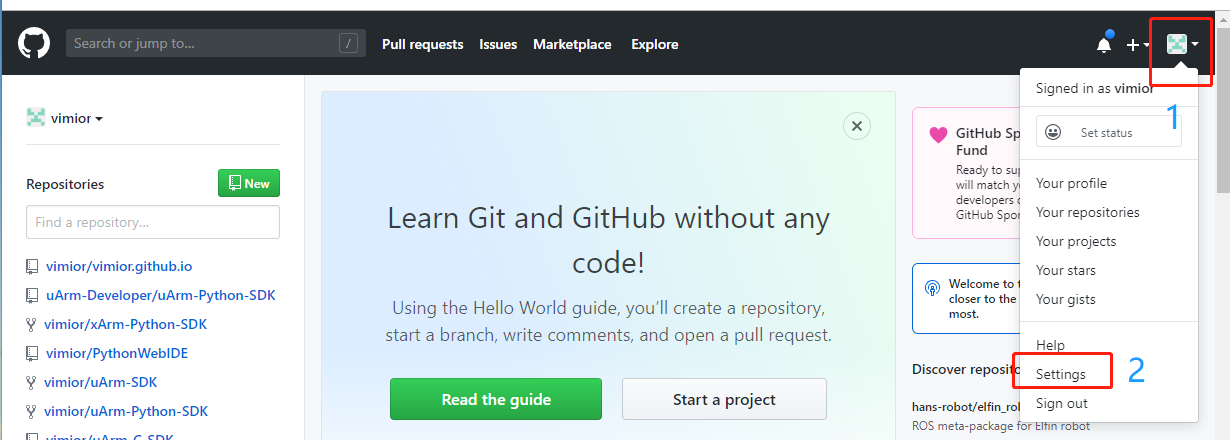 Search or jump to...
/
Pull requests
Issues
Marketplace
Explore
vimior
Repositories
New
Find a repository...
vimior/vimior.github.io
uArm-Developer/uArm-Python-SDK
vimior/xArm-Python-SDK
vimior/PythonWebIDE
vimior/uArm-SDK
vimior/uArm-Python-SDK
vimior/uArm-C-SDK
Learn Git and GitHub without any
code!
Using the Hello World guide, you’ll create a repository,
start a branch, write comments, and open a pull request.
Read the guide
Start a project
GitHub Sp
Fund
Ready to su
will match y
developers
GitHub Spon
Welcome to t
closer to the
most.
Discover reposito
hans-robot/elfin_rob
ROS meta-package for Elfin robot
Signed in as vimior
1
Set status
Your profile
Your repositories
Your projects
Your stars
Your gists
Help
Settings
2
Sign out